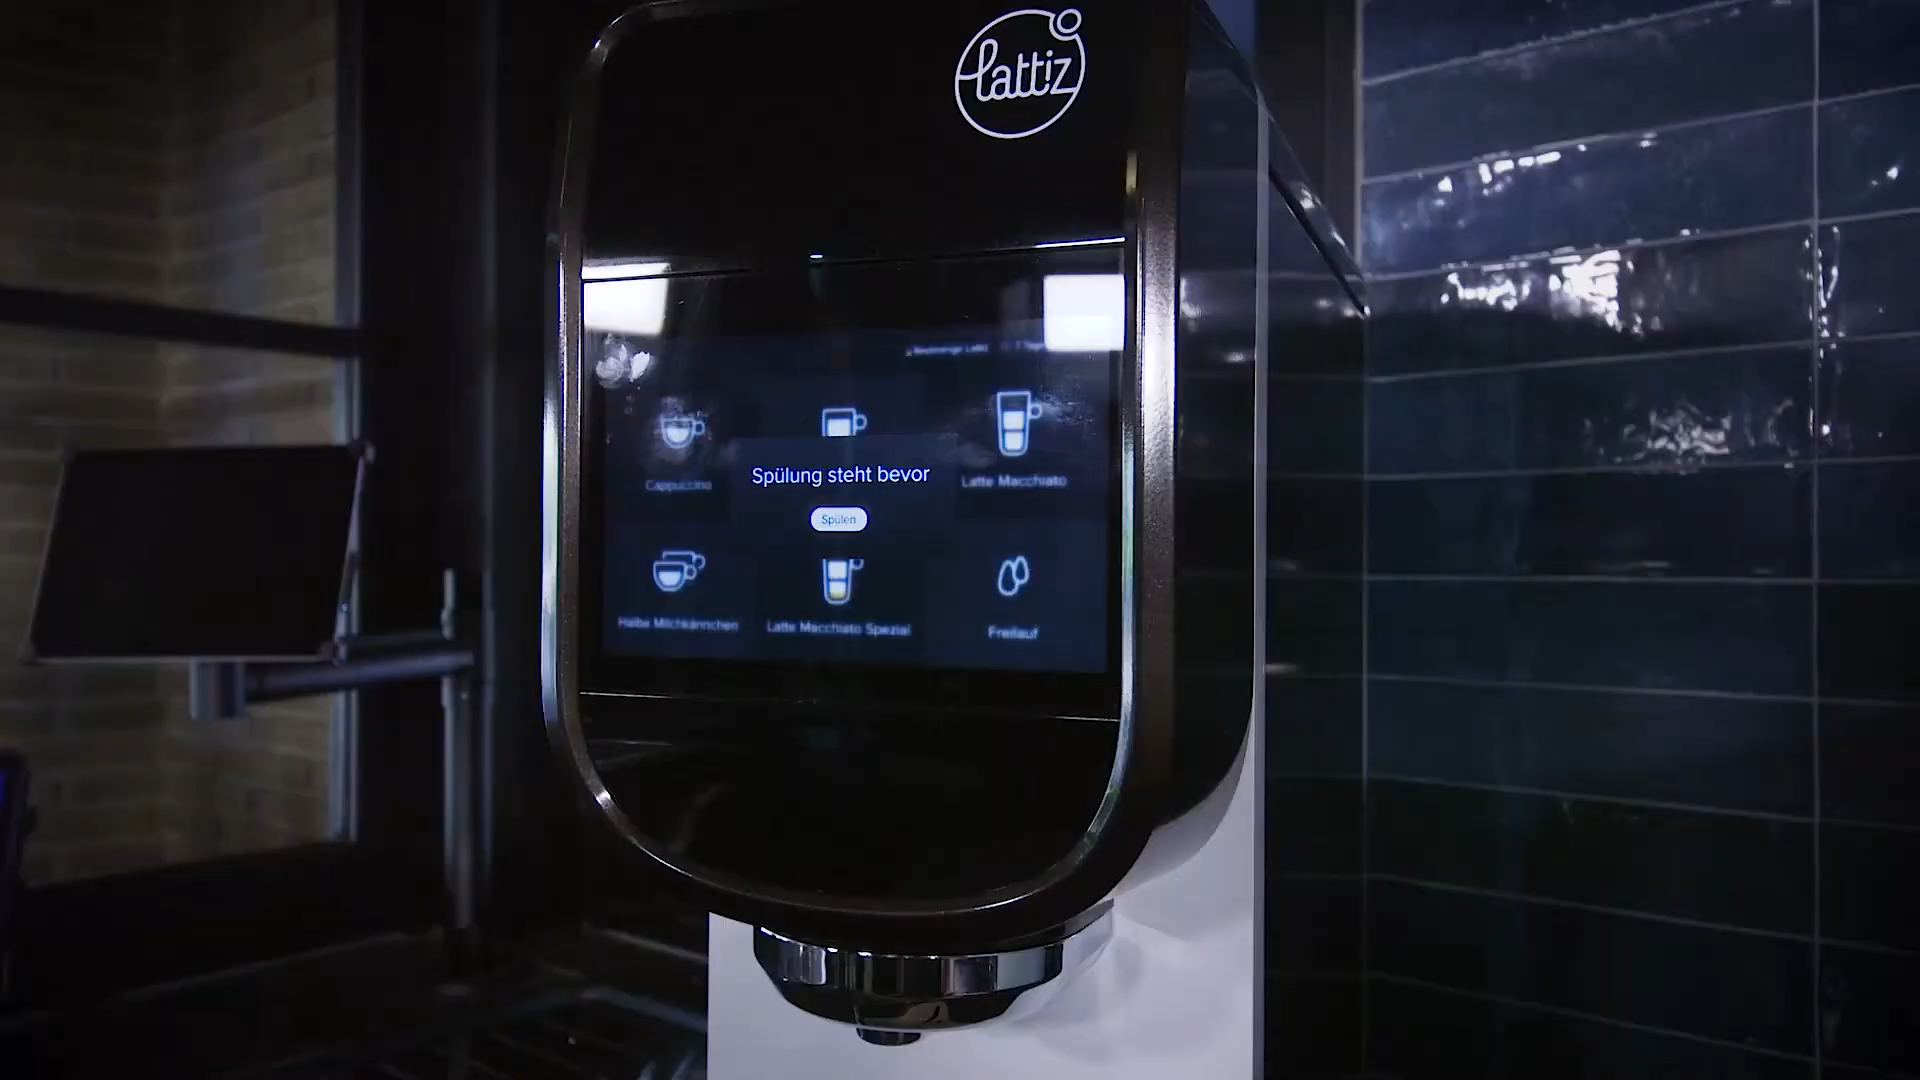 lattiz
Cappuccino
Spülung steht bevor
Latte Macchiato
Spülen
Halbe Milchkännchen
Latte Macchiato Spezial
Freilauf